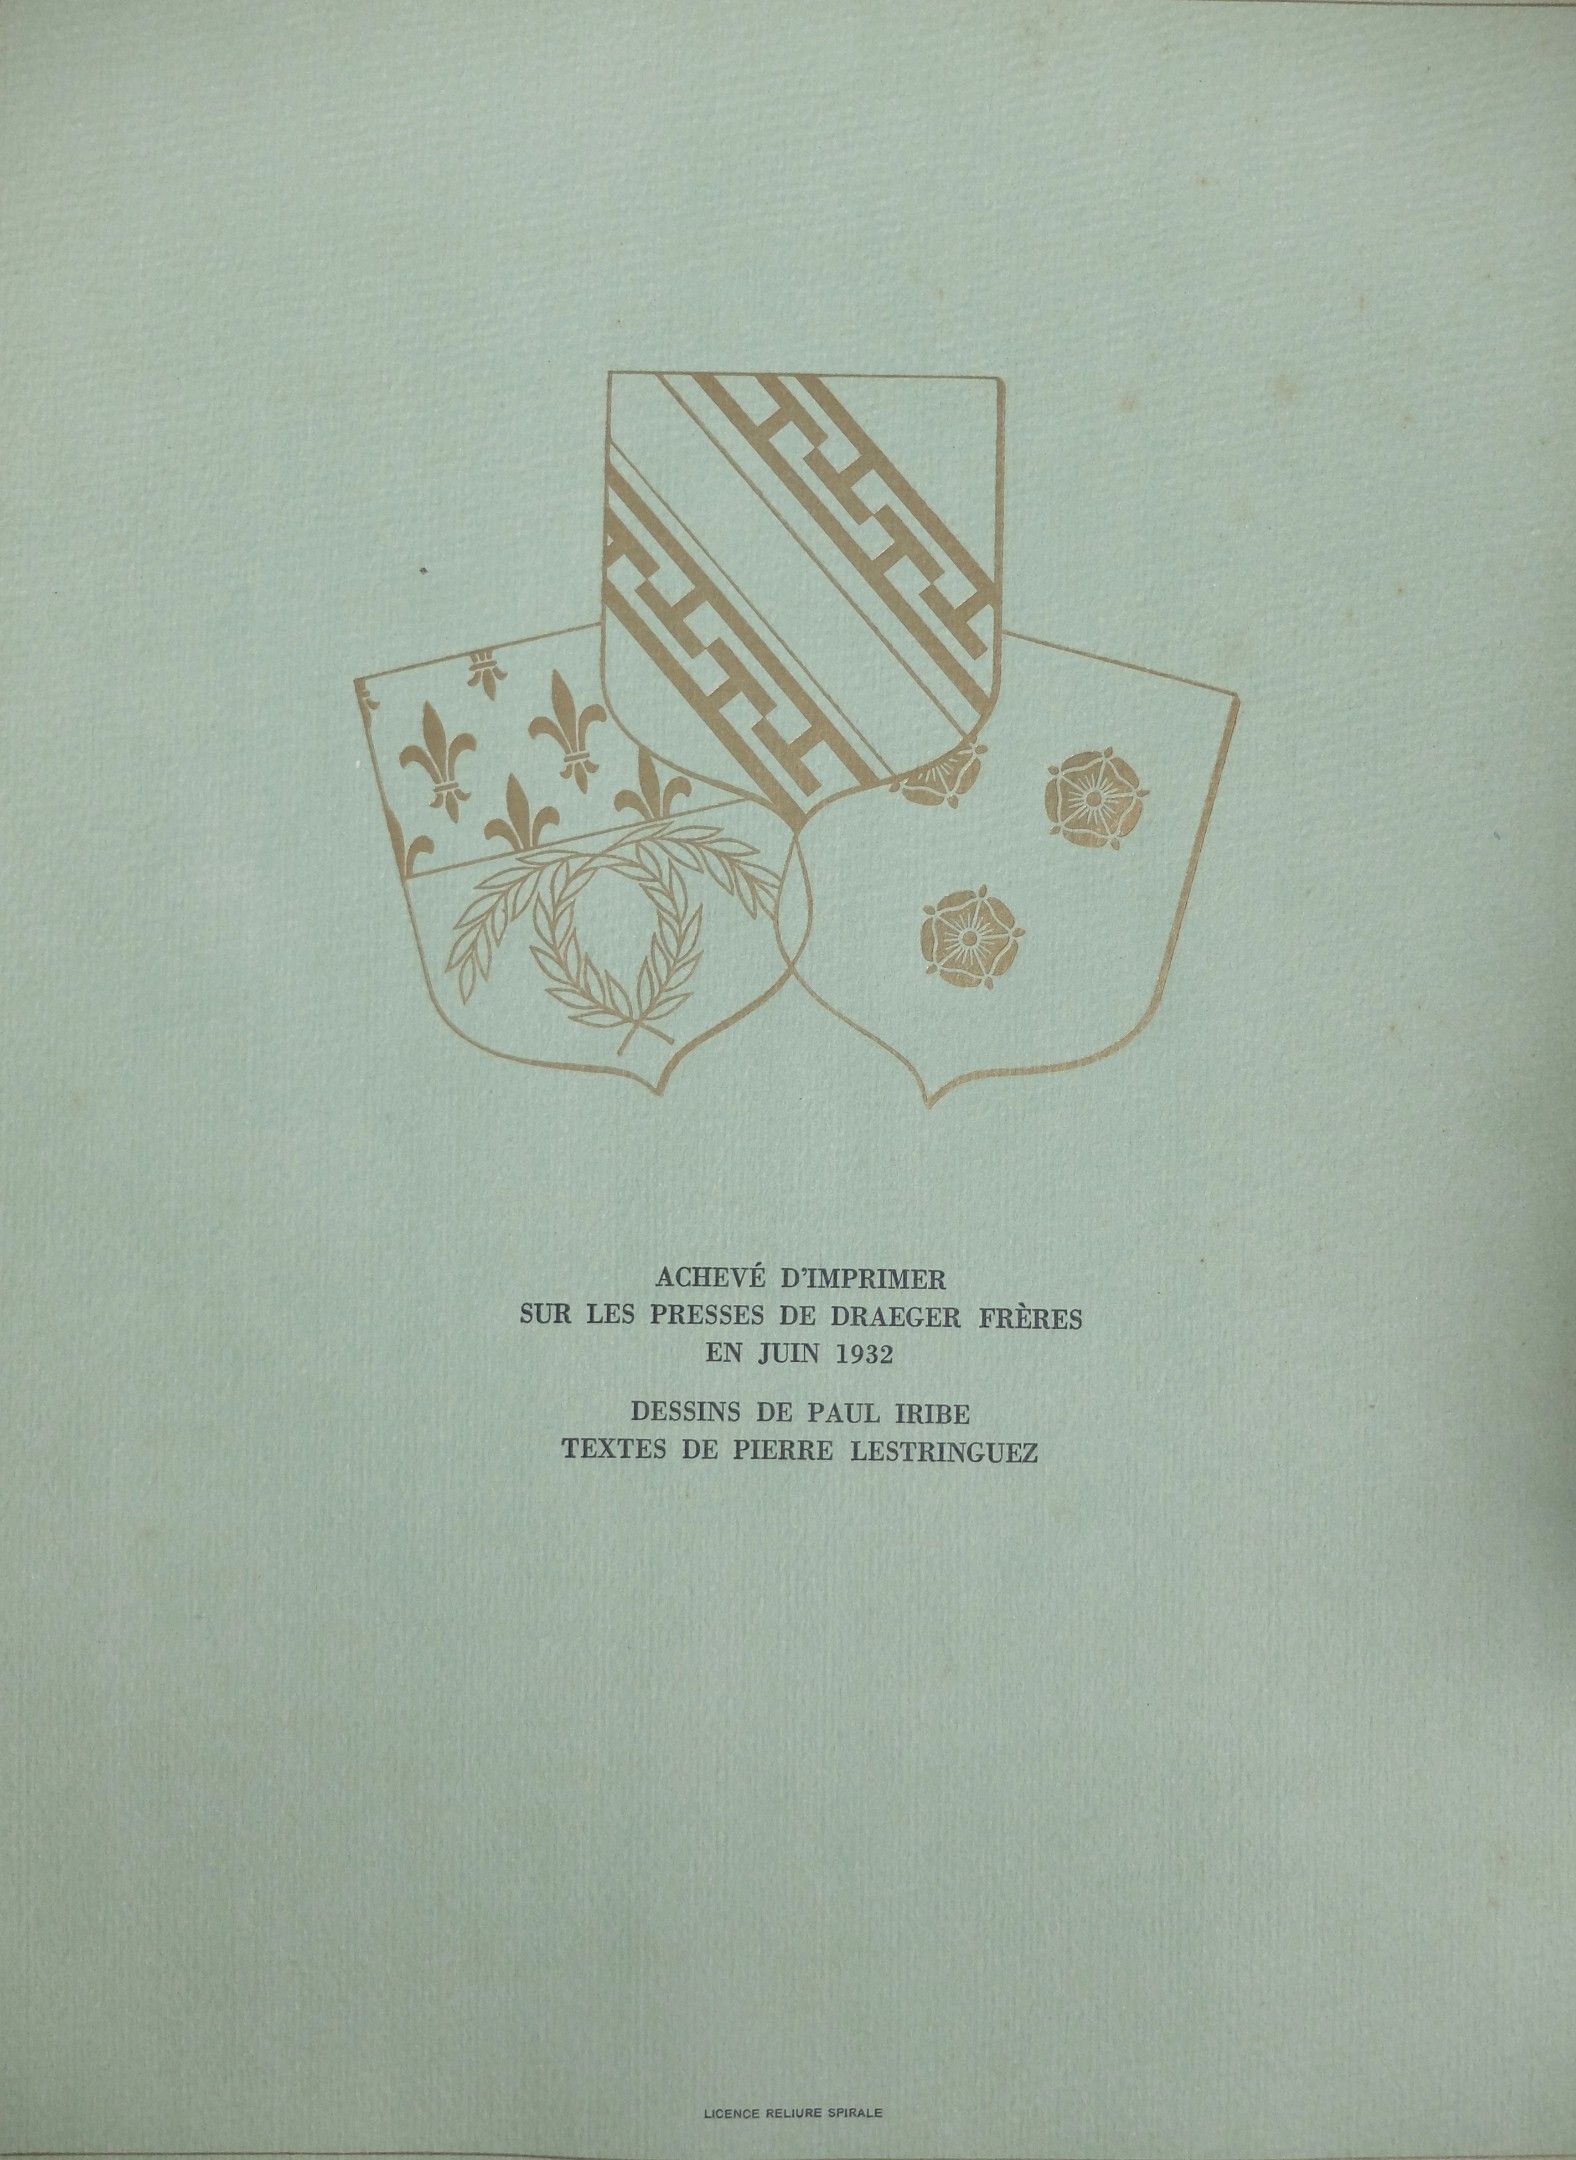 ACHEVÉ D'IMPRIMER
SUR LES PRESSES DE DRAEGER FRÈRES
EN JUIN 1932
DESSINS DE PAUL IRIBE
TEXTES DE PIERRE LESTRINGUEZ
LICENCE RELIURE SPIRALE